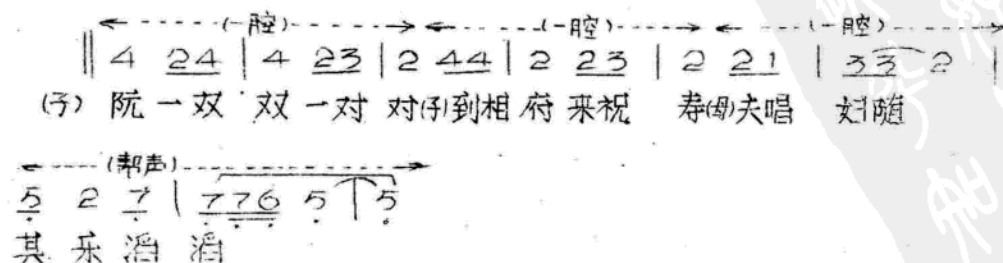 (一腔) (一腔) (一腔)
‖ 4 24 | 4 23 | 2 44 | 2 23 | 2 21 | 33 2 |
(子) 阮一双 双一对 对(子)到相府来祝 寿(母)夫唱 妇随
(帮声)
5 2 7 | 776 5 | 5
其 乐 滔 滔